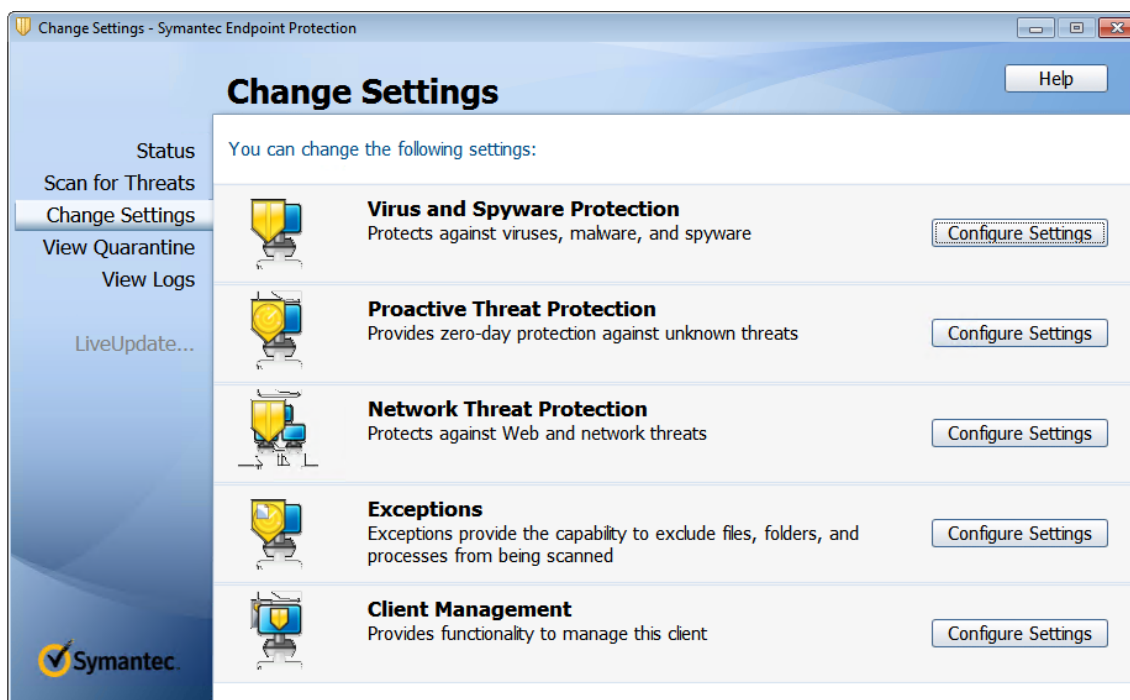 Change Settings - Symantec Endpoint Protection
Change Settings
Help
Status
Scan for Threats
Change Settings
View Quarantine
View Logs
LiveUpdate...
Symantec.
You can change the following settings:
Virus and Spyware Protection
Protects against viruses, malware, and spyware
Configure Settings
Proactive Threat Protection
Provides zero-day protection against unknown threats
Configure Settings
Network Threat Protection
Protects against Web and network threats
Configure Settings
Exceptions
Exceptions provide the capability to exclude files, folders, and
processes from being scanned
Configure Settings
Client Management
Provides functionality to manage this client
Configure Settings